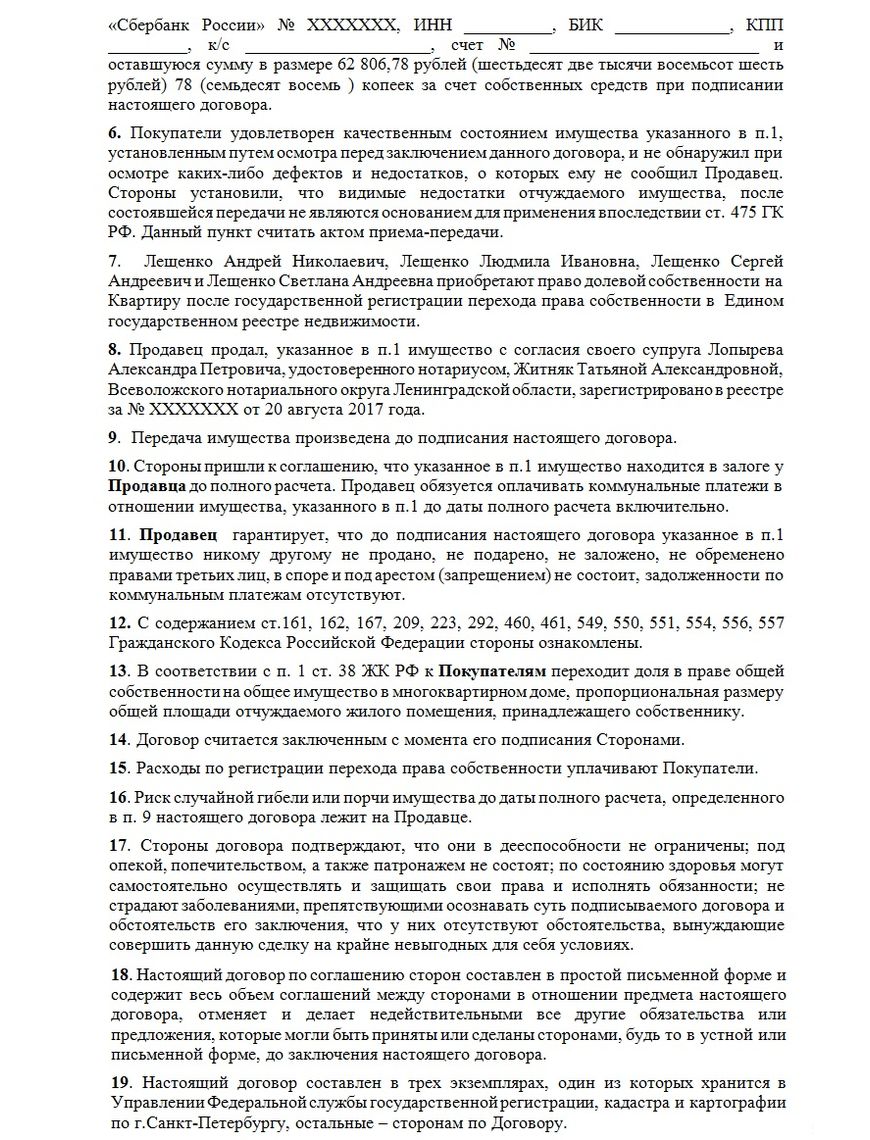 «Сбербанк России» № XXXXXXX, ИНН __________, БИК _____________, КПП
_________, к/с _____________________, счет № __________________________ и
оставшуюся сумму в размере 62 806,78 рублей (шестьдесят две тысячи восемьсот шесть
рублей) 78 (семьдесят восемь ) копеек за счет собственных средств при подписании
настоящего договора.
6. Покупатели удовлетворен качественным состоянием имущества указанного в п.1,
установленным путем осмотра перед заключением данного договора, и не обнаружил при
осмотре каких-либо дефектов и недостатков, о которых ему не сообщил Продавец.
Стороны установили, что видимые недостатки отчуждаемого имущества, после
состоявшейся передачи не являются основанием для применения впоследствии ст. 475 ГК
РФ. Данный пункт считать актом приема-передачи.
7. Лещенко Андрей Николаевич, Лещенко Людмила Ивановна, Лещенко Сергей
Андреевич и Лещенко Светлана Андреевна приобретают право долевой собственности на
Квартиру после государственной регистрации перехода права собственности в Едином
государственном реестре недвижимости.
8. Продавец продал, указанное в п.1 имущество с согласия своего супруга Лопырева
Александра Петровича, удостоверенного нотариусом, Житняк Татьяной Александровной,
Всеволожского нотариального округа Ленинградской области, зарегистрировано в реестре
за № XXXXXXX от 20 августа 2017 года.
9. Передача имущества произведена до подписания настоящего договора.
10. Стороны пришли к соглашению, что указанное в п.1 имущество находится в залоге у
Продавца до полного расчета. Продавец обязуется оплачивать коммунальные платежи в
отношении имущества, указанного в п.1 до даты полного расчета включительно.
11. Продавец гарантирует, что до подписания настоящего договора указанное в п.1
имущество никому другому не продано, не подарено, не заложено, не обременено
правами третьих лиц, в споре и под арестом (запрещением) не состоит, задолженности по
коммунальным платежам отсутствуют.
12. С содержанием ст.161, 162, 167, 209, 223, 292, 460, 461, 549, 550, 551, 554, 556, 557
Гражданского Кодекса Российской Федерации стороны ознакомлены.
13. В соответствии с п. 1 ст. 38 ЖК РФ к Покупателям переходит доля в праве общей
собственности на общее имущество в многоквартирном доме, пропорциональная размеру
общей площади отчуждаемого жилого помещения, принадлежащего собственнику.
14. Договор считается заключенным с момента его подписания Сторонами.
15. Расходы по регистрации перехода права собственности уплачивают Покупатели.
16. Риск случайной гибели или порчи имущества до даты полного расчета, определенного
в п. 9 настоящего договора лежит на Продавце.
17. Стороны договора подтверждают, что они в дееспособности не ограничены; под
опекой, попечительством, а также патронажем не состоят; по состоянию здоровья могут
самостоятельно осуществлять и защищать свои права и исполнять обязанности; не
страдают заболеваниями, препятствующими осознавать суть подписываемого договора и
обстоятельств его заключения, что у них отсутствуют обстоятельства, вынуждающие
совершить данную сделку на крайне невыгодных для себя условиях.
18. Настоящий договор по соглашению сторон составлен в простой письменной форме и
содержит весь объем соглашений между сторонами в отношении предмета настоящего
договора, отменяет и делает недействительными все другие обязательства или
предложения, которые могли быть приняты или сделаны сторонами, будь то в устной или
письменной форме, до заключения настоящего договора.
19. Настоящий договор составлен в трех экземплярах, один из которых хранится в
Управлении Федеральной службы государственной регистрации, кадастра и картографии
по г.Санкт-Петербургу, остальные – сторонам по Договору.